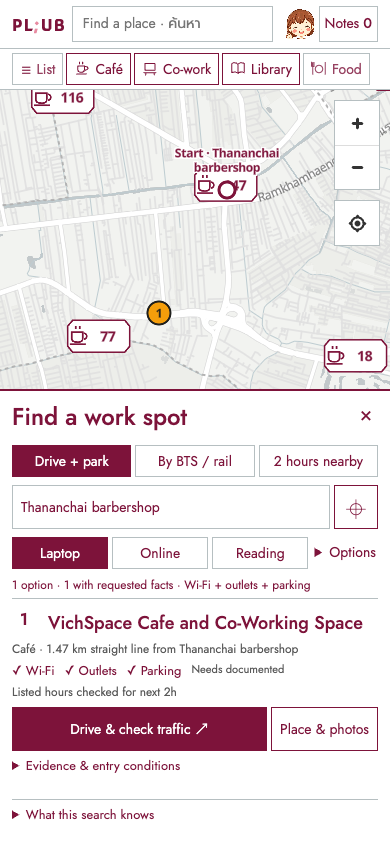 PL;UB
Find a place · ค้นหา
Notes 0
List
Café
Co-work
Library
Food
116
Start · Thananchai
barbershop
Ramkhamhaeng
77
1
18
Find a work spot
×
Drive + park
By BTS / rail
2 hours nearby
Thananchai barbershop
Laptop
Online
Reading
▶ Options
1 option · 1 with requested facts · Wi-Fi + outlets + parking
1 VichSpace Cafe and Co-Working Space
Café · 1.47 km straight line from Thananchai barbershop
✓ Wi-Fi ✓ Outlets ✓ Parking Needs documented
Listed hours checked for next 2h
Drive & check traffic ↗
Place & photos
▶ Evidence & entry conditions
▶ What this search knows